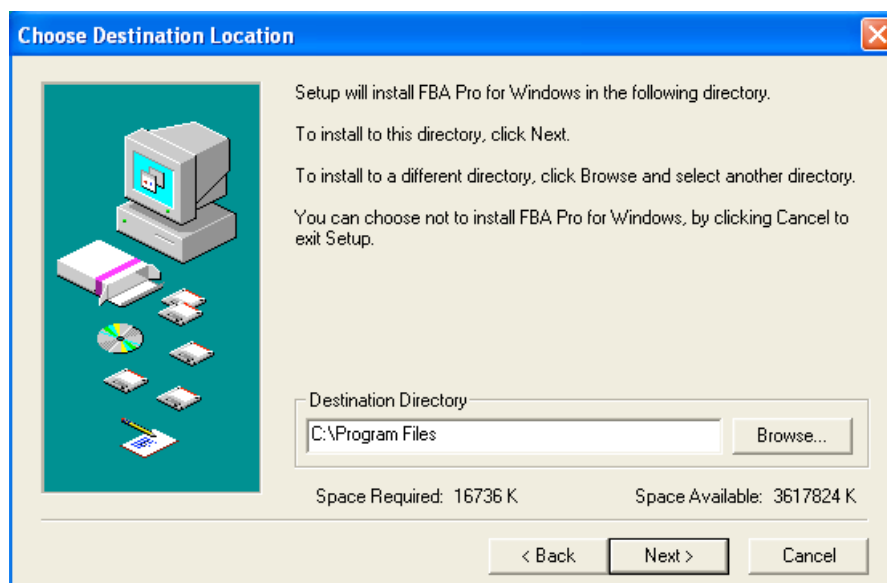 Choose Destination Location
Setup will install FBA Pro for Windows in the following directory.
To install to this directory, click Next.
To install to a different directory, click Browse and select another directory.
You can choose not to install FBA Pro for Windows, by clicking Cancel to
exit Setup.
Destination Directory
C:\Program Files
Browse...
Space Required: 16736 K
Space Available: 3617824 K
< Back
Next >
Cancel